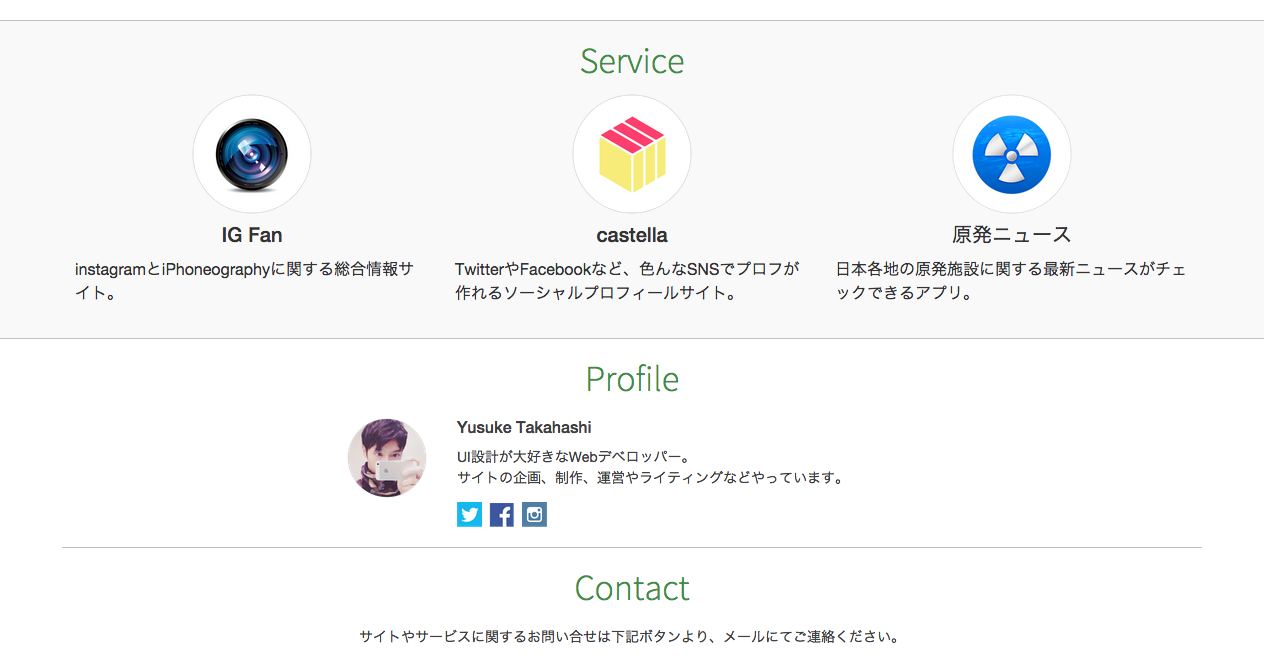 Service
IG Fan
castella
原発ニュース
instagramとiPhoneographyに関する総合情報サ
イト。
TwitterやFacebookなど、色んなSNSでプロフが
作れるソーシャルプロフィールサイト。
日本各地の原発施設に関する最新ニュースがチェ
ックできるアプリ。
Profile
Yusuke Takahashi
UI設計が大好きなWebデベロッパー。
サイトの企画、制作、運営やライティングなどやっています。
Contact
サイトやサービスに関するお問い合せは下記ボタンより、メールにてご連絡ください。